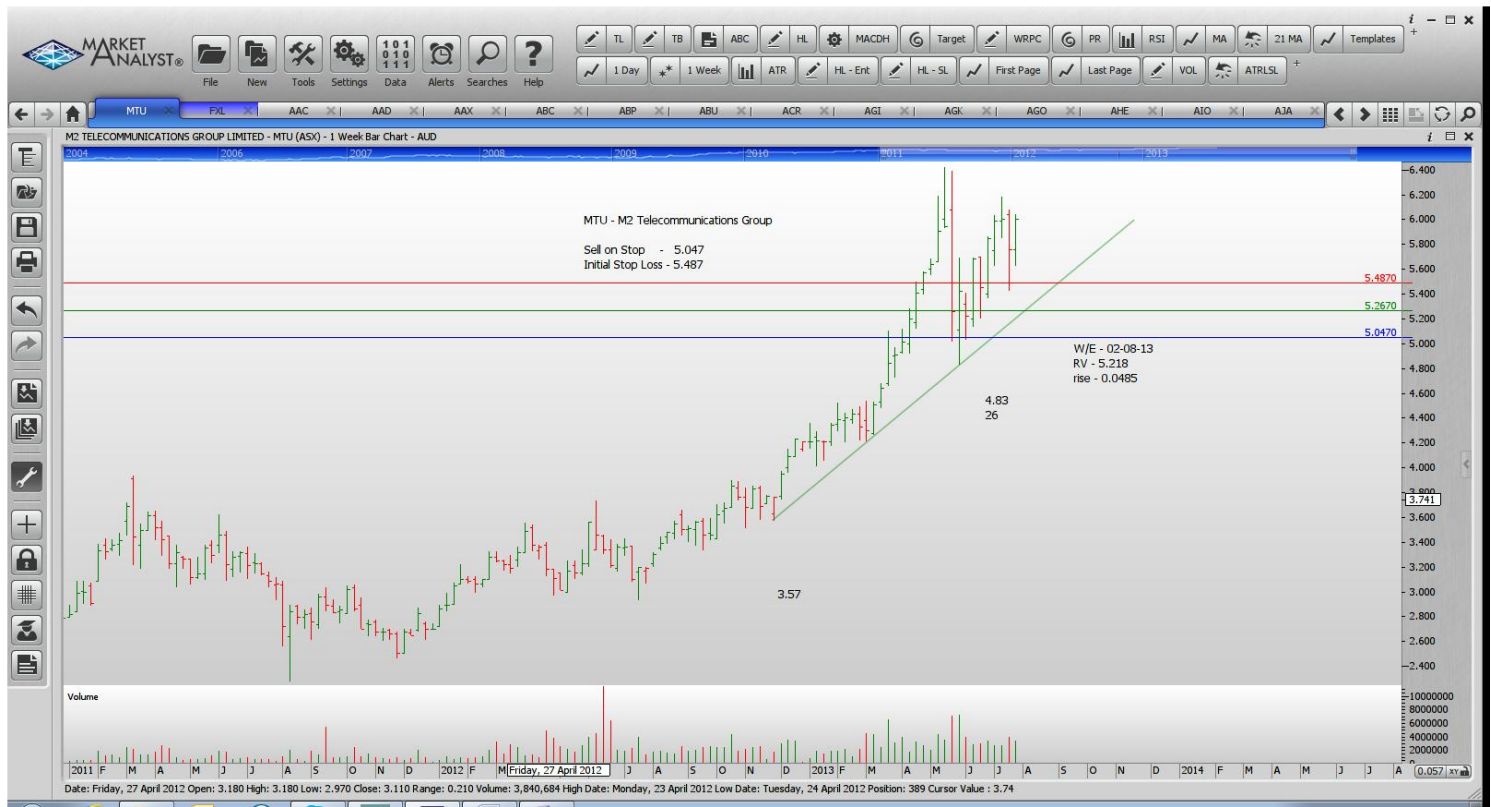 MARKET
ANALYST®
File New Tools Settings Data Alerts Searches Help
TL TB ABC HL MACDH Target WRPC PR RSI MA 21 MA Templates
1 Day 1 Week ATR HL - Ent HL - SL First Page Last Page VOL ATRLSL
MTU FXL AAC AAD AAX ABC ABP ABU ACR AGI AGK AGO AHE AIO AJA
M2 TELECOMMUNICATIONS GROUP LIMITED - MTU (ASX) - 1 Week Bar Chart - AUD
2004 2006 2007 2008 2009 2010 2011 2012 2013
MTU - M2 Telecommunications Group
Sell on Stop - 5.047
Initial Stop Loss - 5.487
5.4870
5.2670
5.0470
W/E - 02-08-13
RV - 5.218
rise - 0.0485
4.83
26
3.57
6.400
6.200
6.000
5.800
5.600
5.400
5.200
5.000
4.800
4.600
4.400
4.200
4.000
3.800
3.741
3.600
3.400
3.200
3.000
2.800
2.600
2.400
Volume
10000000
8000000
6000000
4000000
2000000
0
2011 F M A M J J A S O N D 2012 F M Friday, 27 April 2012 J A S O N D 2013 F M A M J J A S O N D 2014 F M A M J J A 0.057 XY
Date: Friday, 27 April 2012 Open: 3.180 High: 3.180 Low: 2.970 Close: 3.110 Range: 0.210 Volume: 3,840,684 High Date: Monday, 23 April 2012 Low Date: Tuesday, 24 April 2012 Position: 389 Cursor Value : 3.74